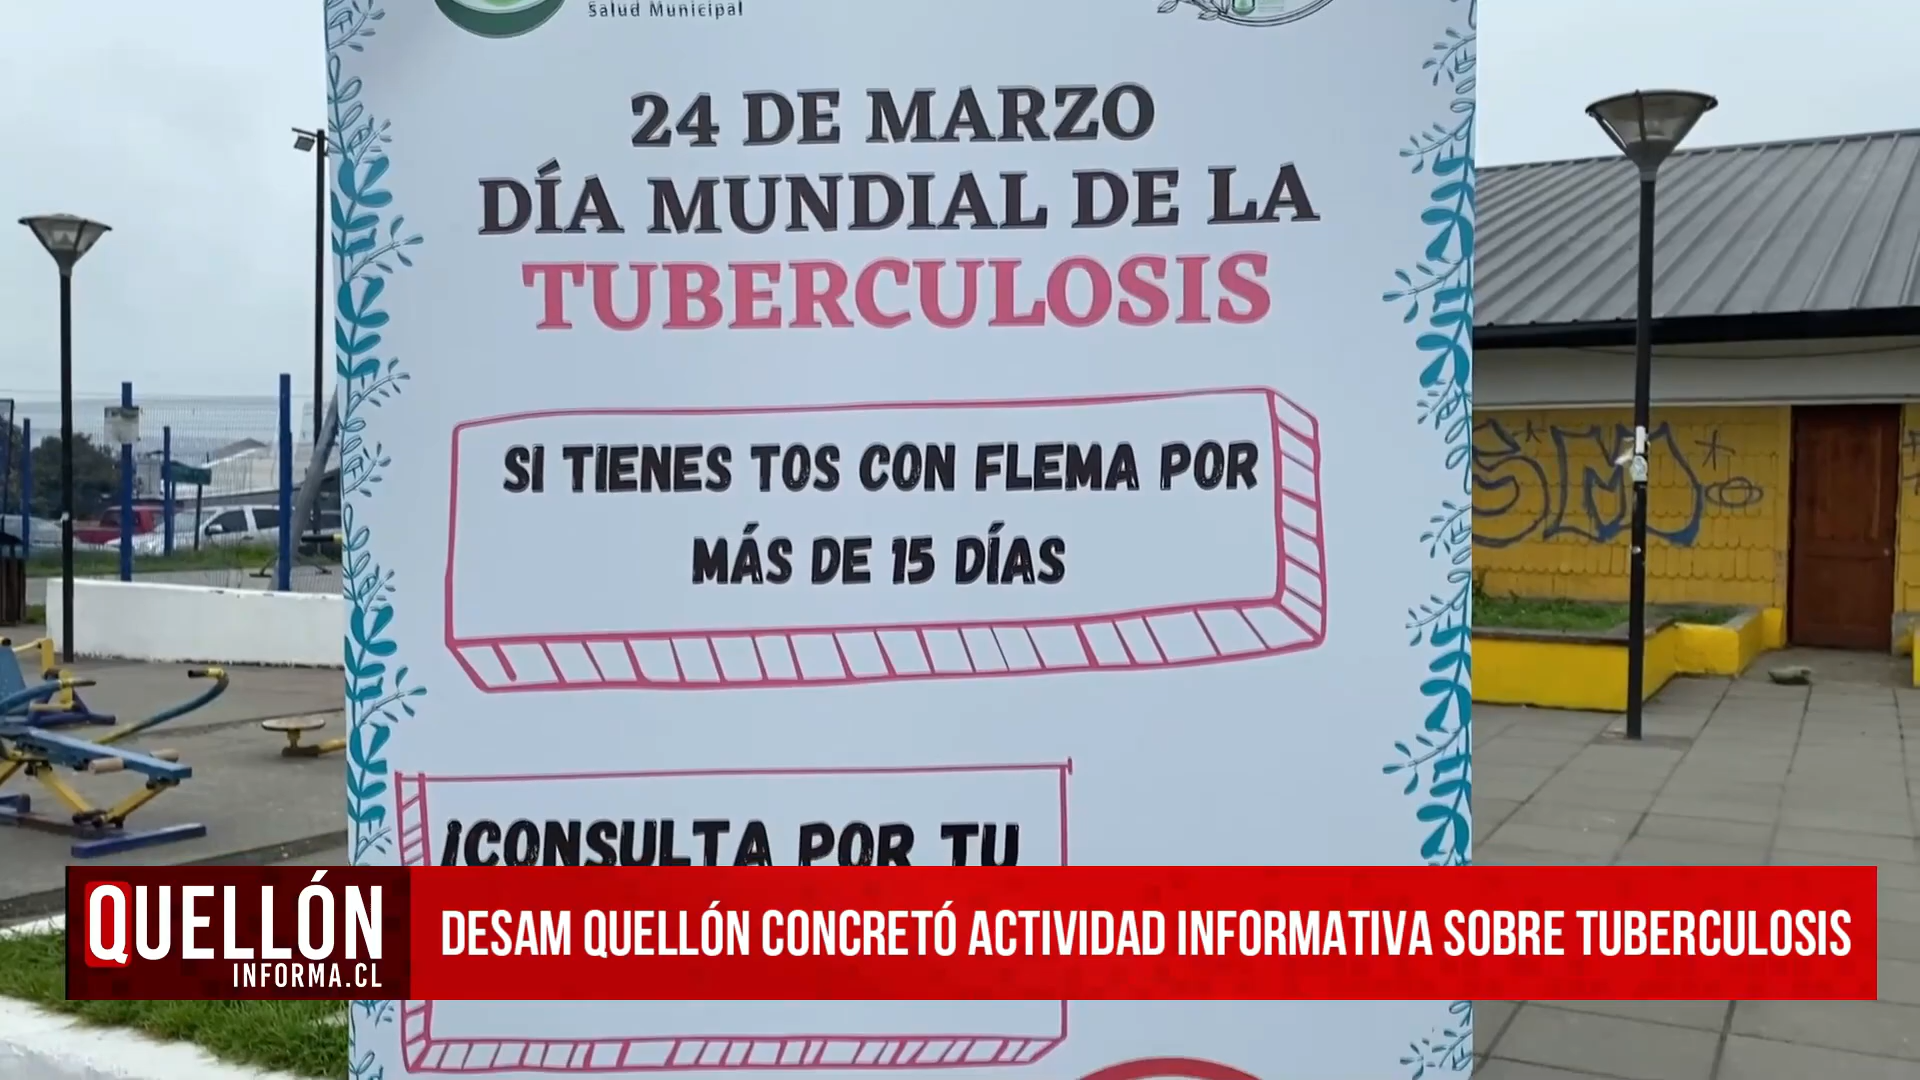 Salud Municipal
24 DE MARZO
DÍA MUNDIAL DE LA
TUBERCULOSIS
SI TIENES TOS CON FLEMA POR
MÁS DE 15 DÍAS
¡CONSULTA POR TU
SM
QUELLÓN
INFORMA.CL
DESAM QUELLÓN CONCRETÓ ACTIVIDAD INFORMATIVA SOBRE TUBERCULOSIS